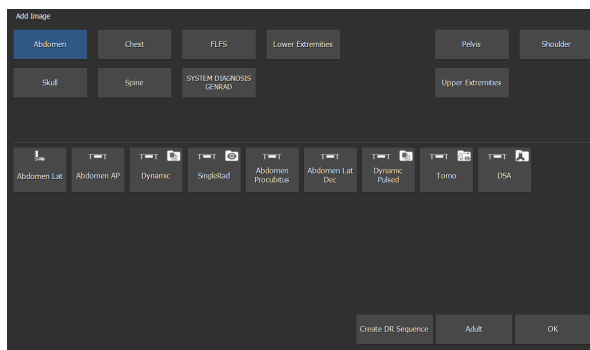 Add Image
Abdomen Chest FLFS Lower Extremities Pelvis Shoulder
Skull Spine SYSTEM DIAGNOSIS GENRAD Upper Extremities
Abdomen Lat Abdomen AP Dynamic SingleRad Abdomen Procubitus Abdomen Lat Dec Dynamic Pulsed Tomo DSA
Create DR Sequence Adult OK